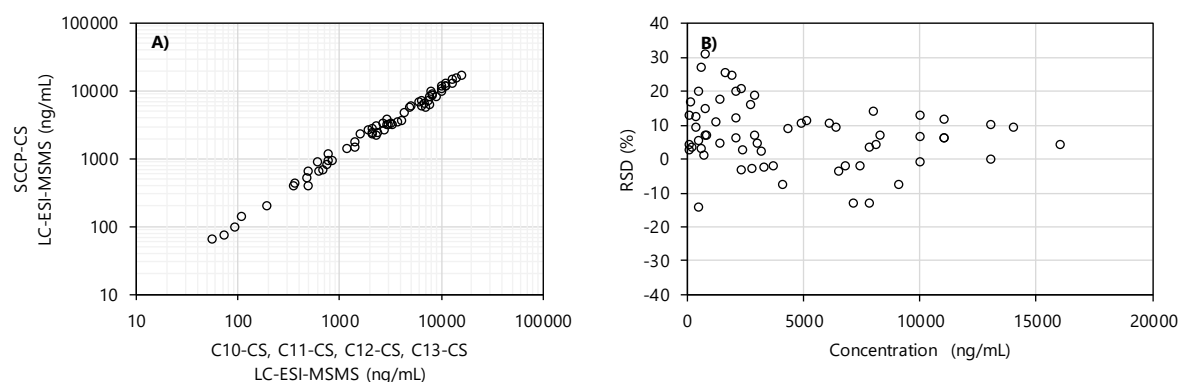 A)
100000
10000
1000
100
10
SCCP-CS
LC-ESI-MSMS (ng/mL)
10 100 1000 10000 100000
C10-CS, C11-CS, C12-CS, C13-CS
LC-ESI-MSMS (ng/mL)
B)
40
30
20
10
0
-10
-20
-30
-40
RSD (%)
0 5000 10000 15000 20000
Concentration (ng/mL)